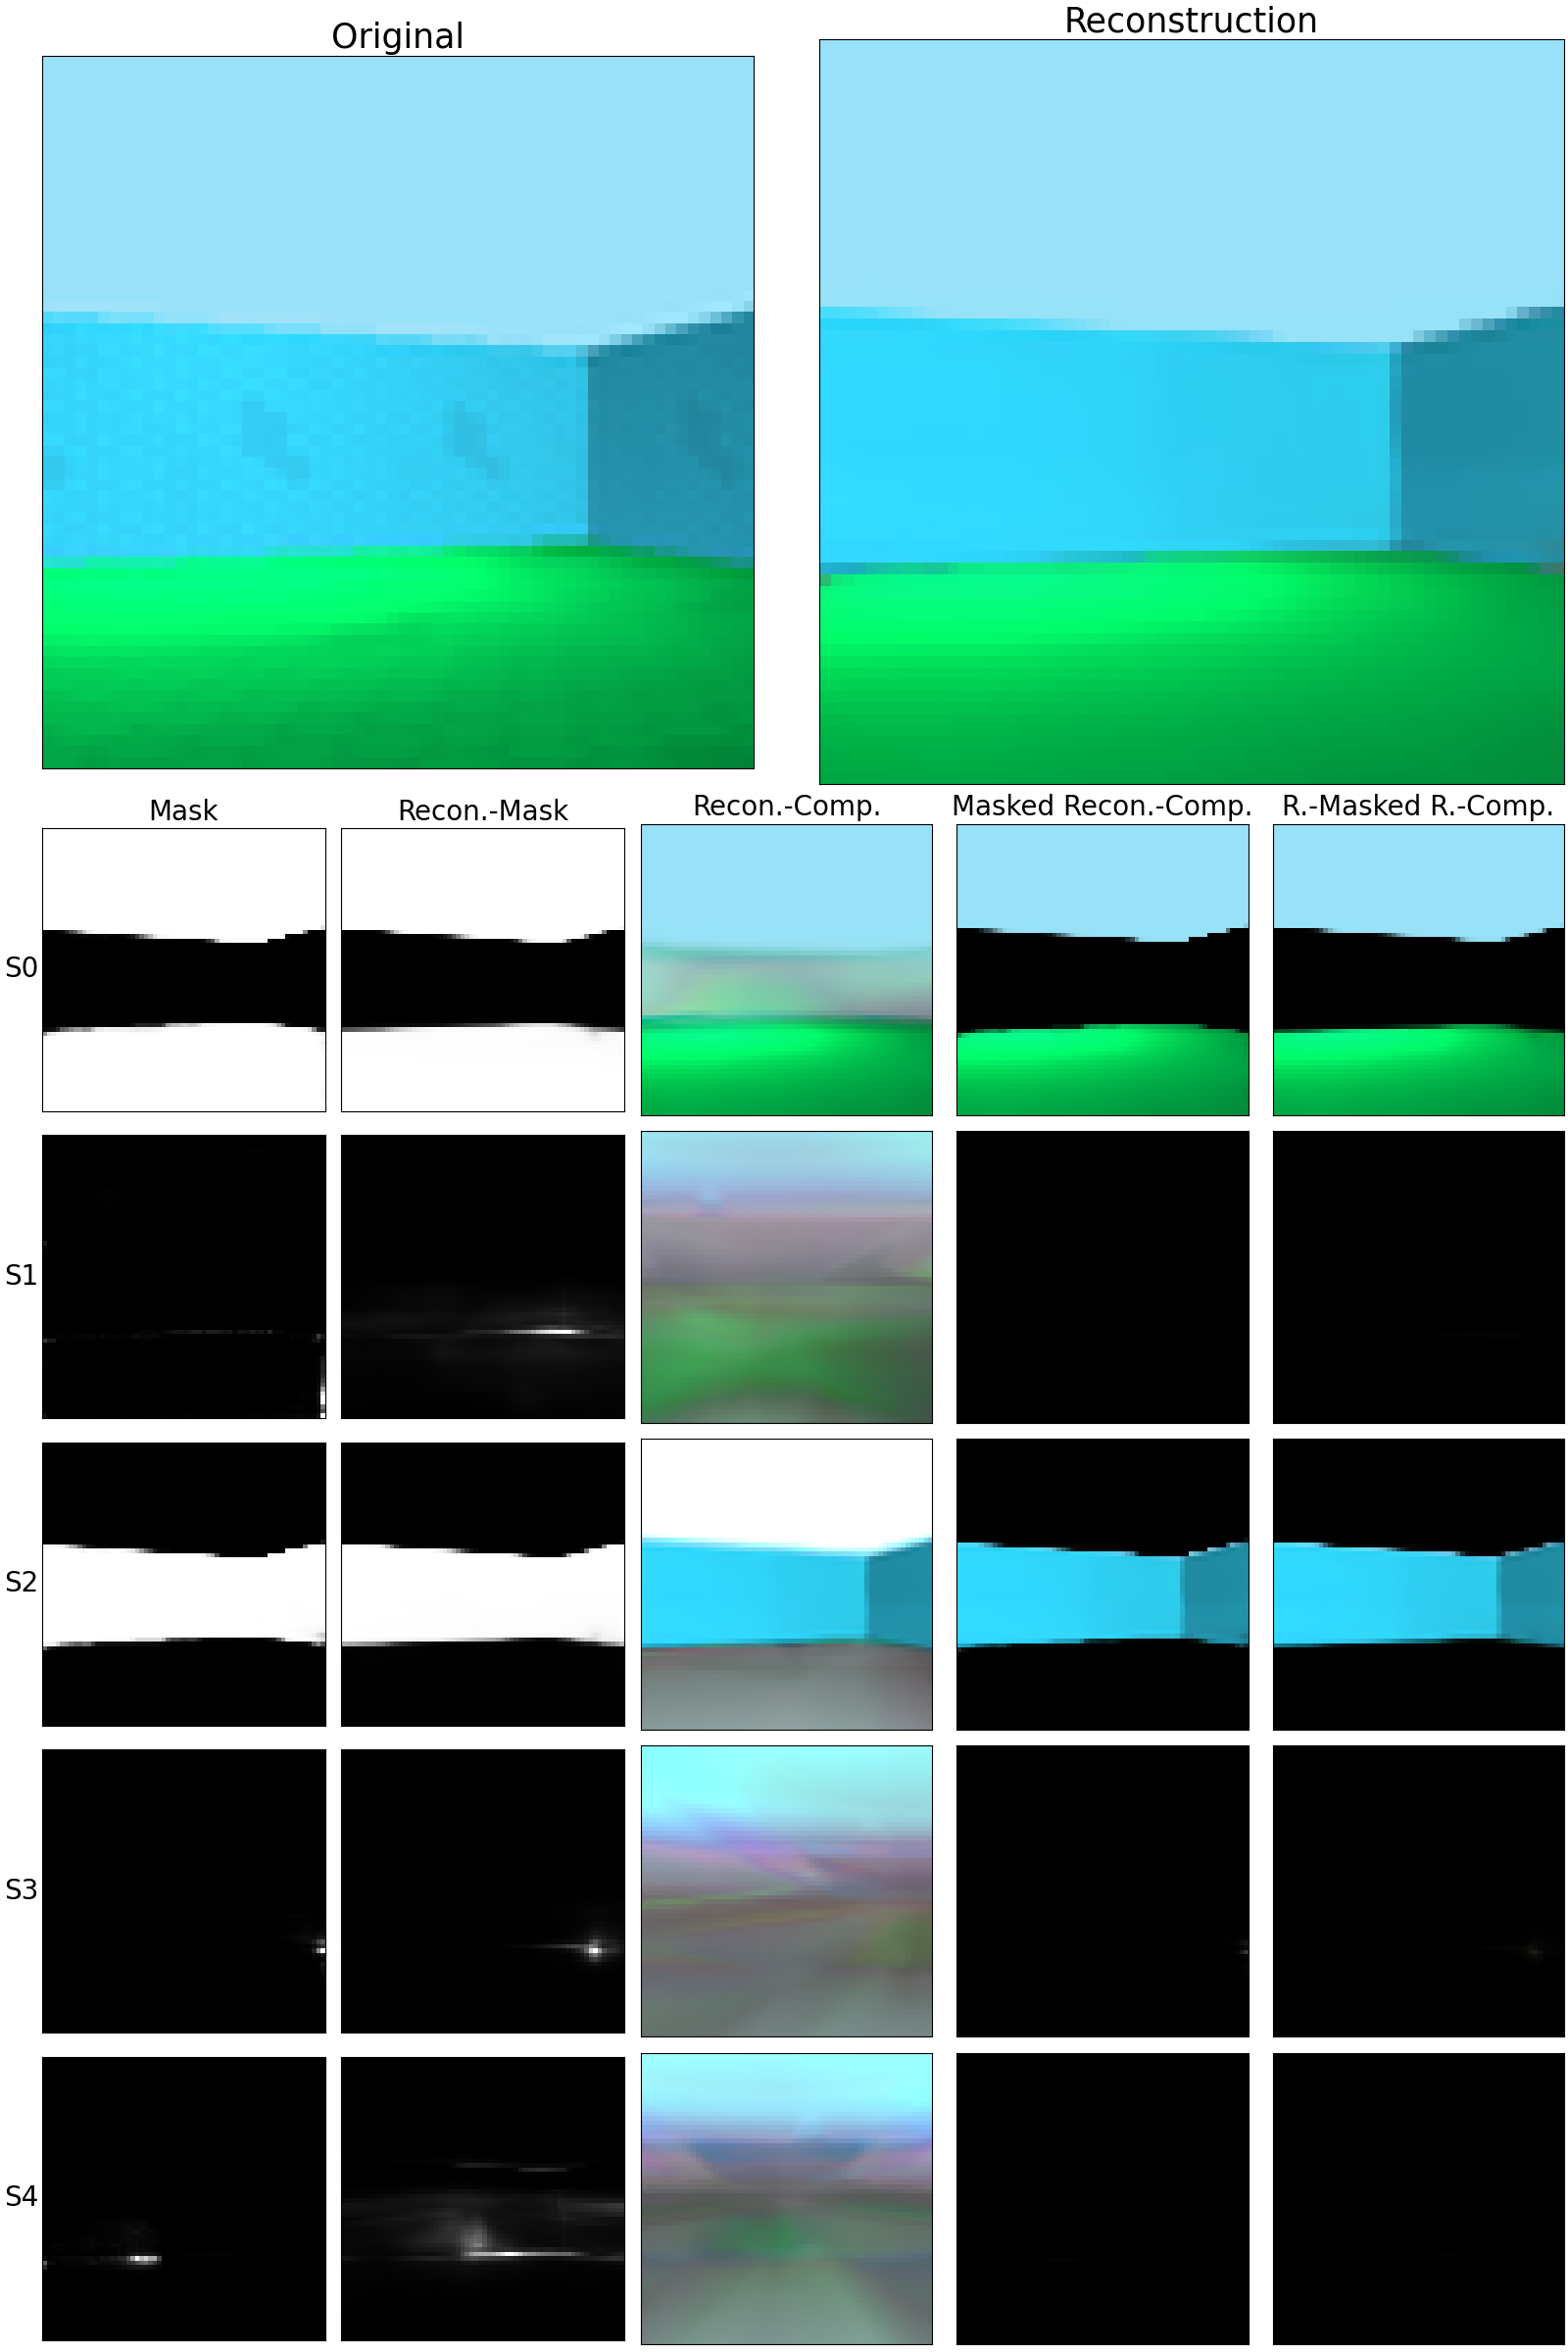 Original
Reconstruction
Mask
Recon.-Mask
Recon.-Comp.
Masked Recon.-Comp.
R.-Masked R.-Comp.
S0
S1
S2
S3
S4